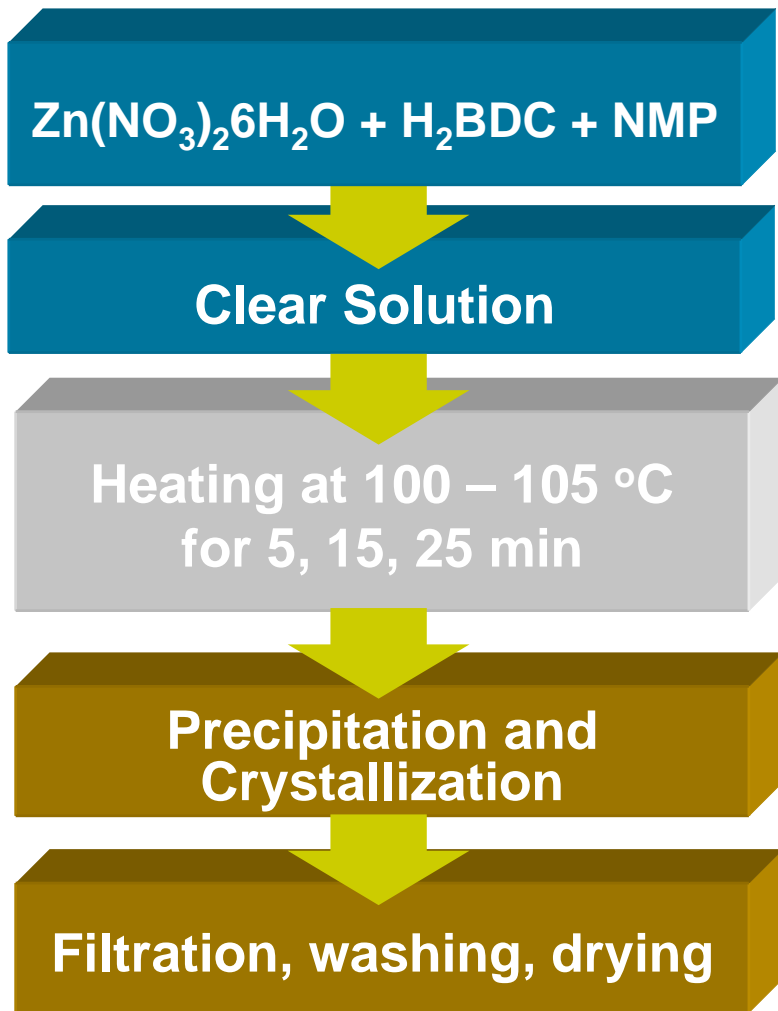 Zn(NO₃)₂6H₂O + H₂BDC + NMP
Clear Solution
Heating at 100 – 105 ᵒC
for 5, 15, 25 min
Precipitation and
Crystallization
Filtration, washing, drying